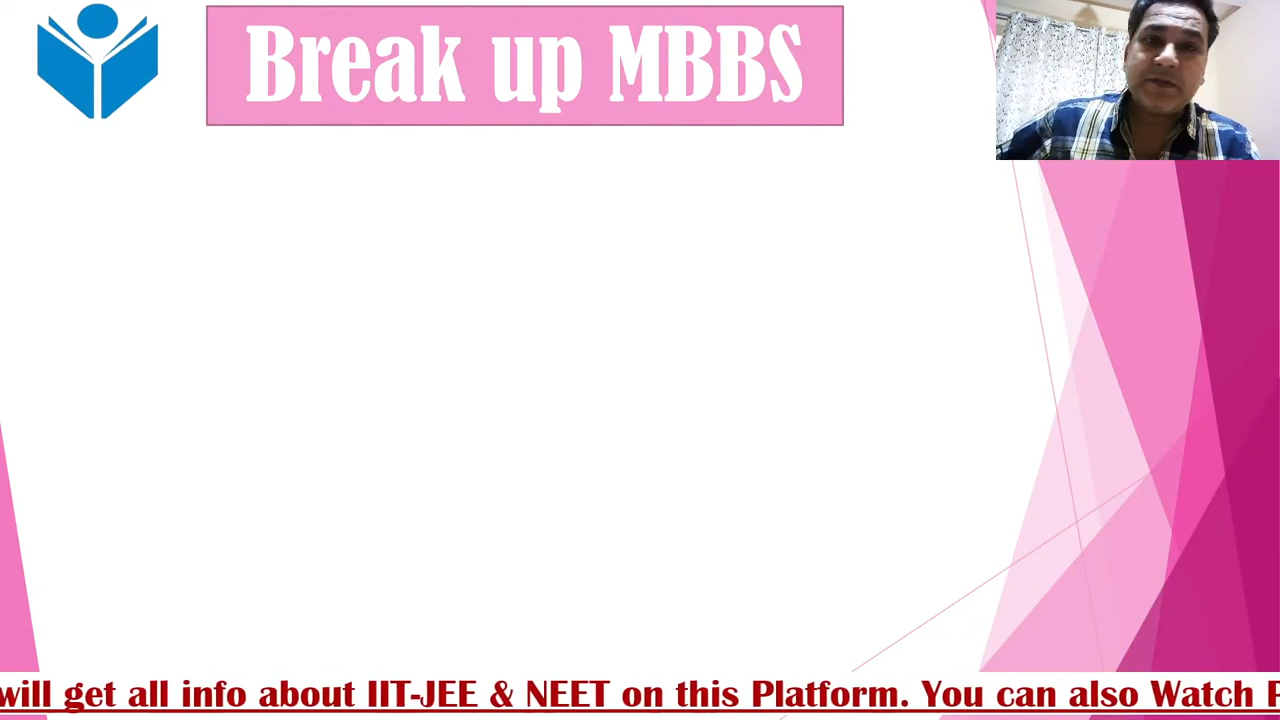 Break up MBBS
will get all info about IIT-JEE & NEET on this Platform. You can also Watch